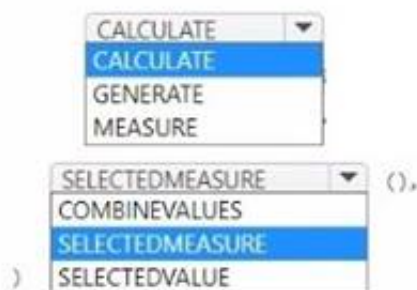 CALCULATE
CALCULATE
GENERATE
MEASURE
SELECTEDMEASURE (),
COMBINEVALUES
SELECTEDMEASURE
) SELECTEDVALUE